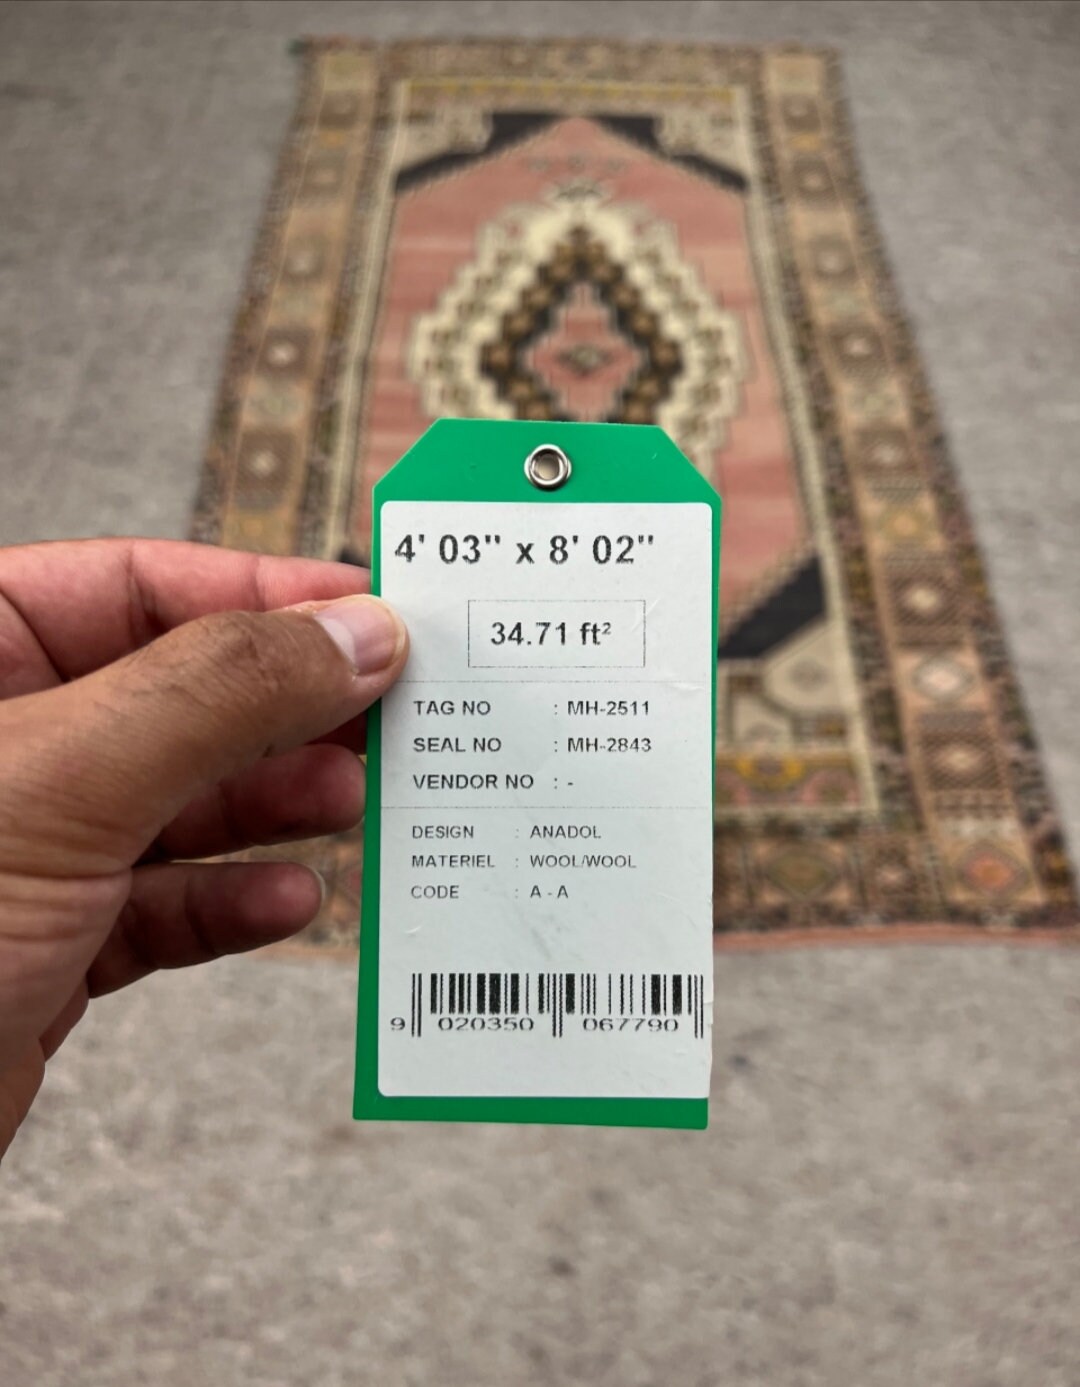 4' 03" x 8' 02"
34.71 ft²
TAG NO : MH-2511
SEAL NO : MH-2843
VENDOR NO : -
DESIGN : ANADOL
MATERIEL : WOOL/WOOL
CODE : A - A
9 020350 067790